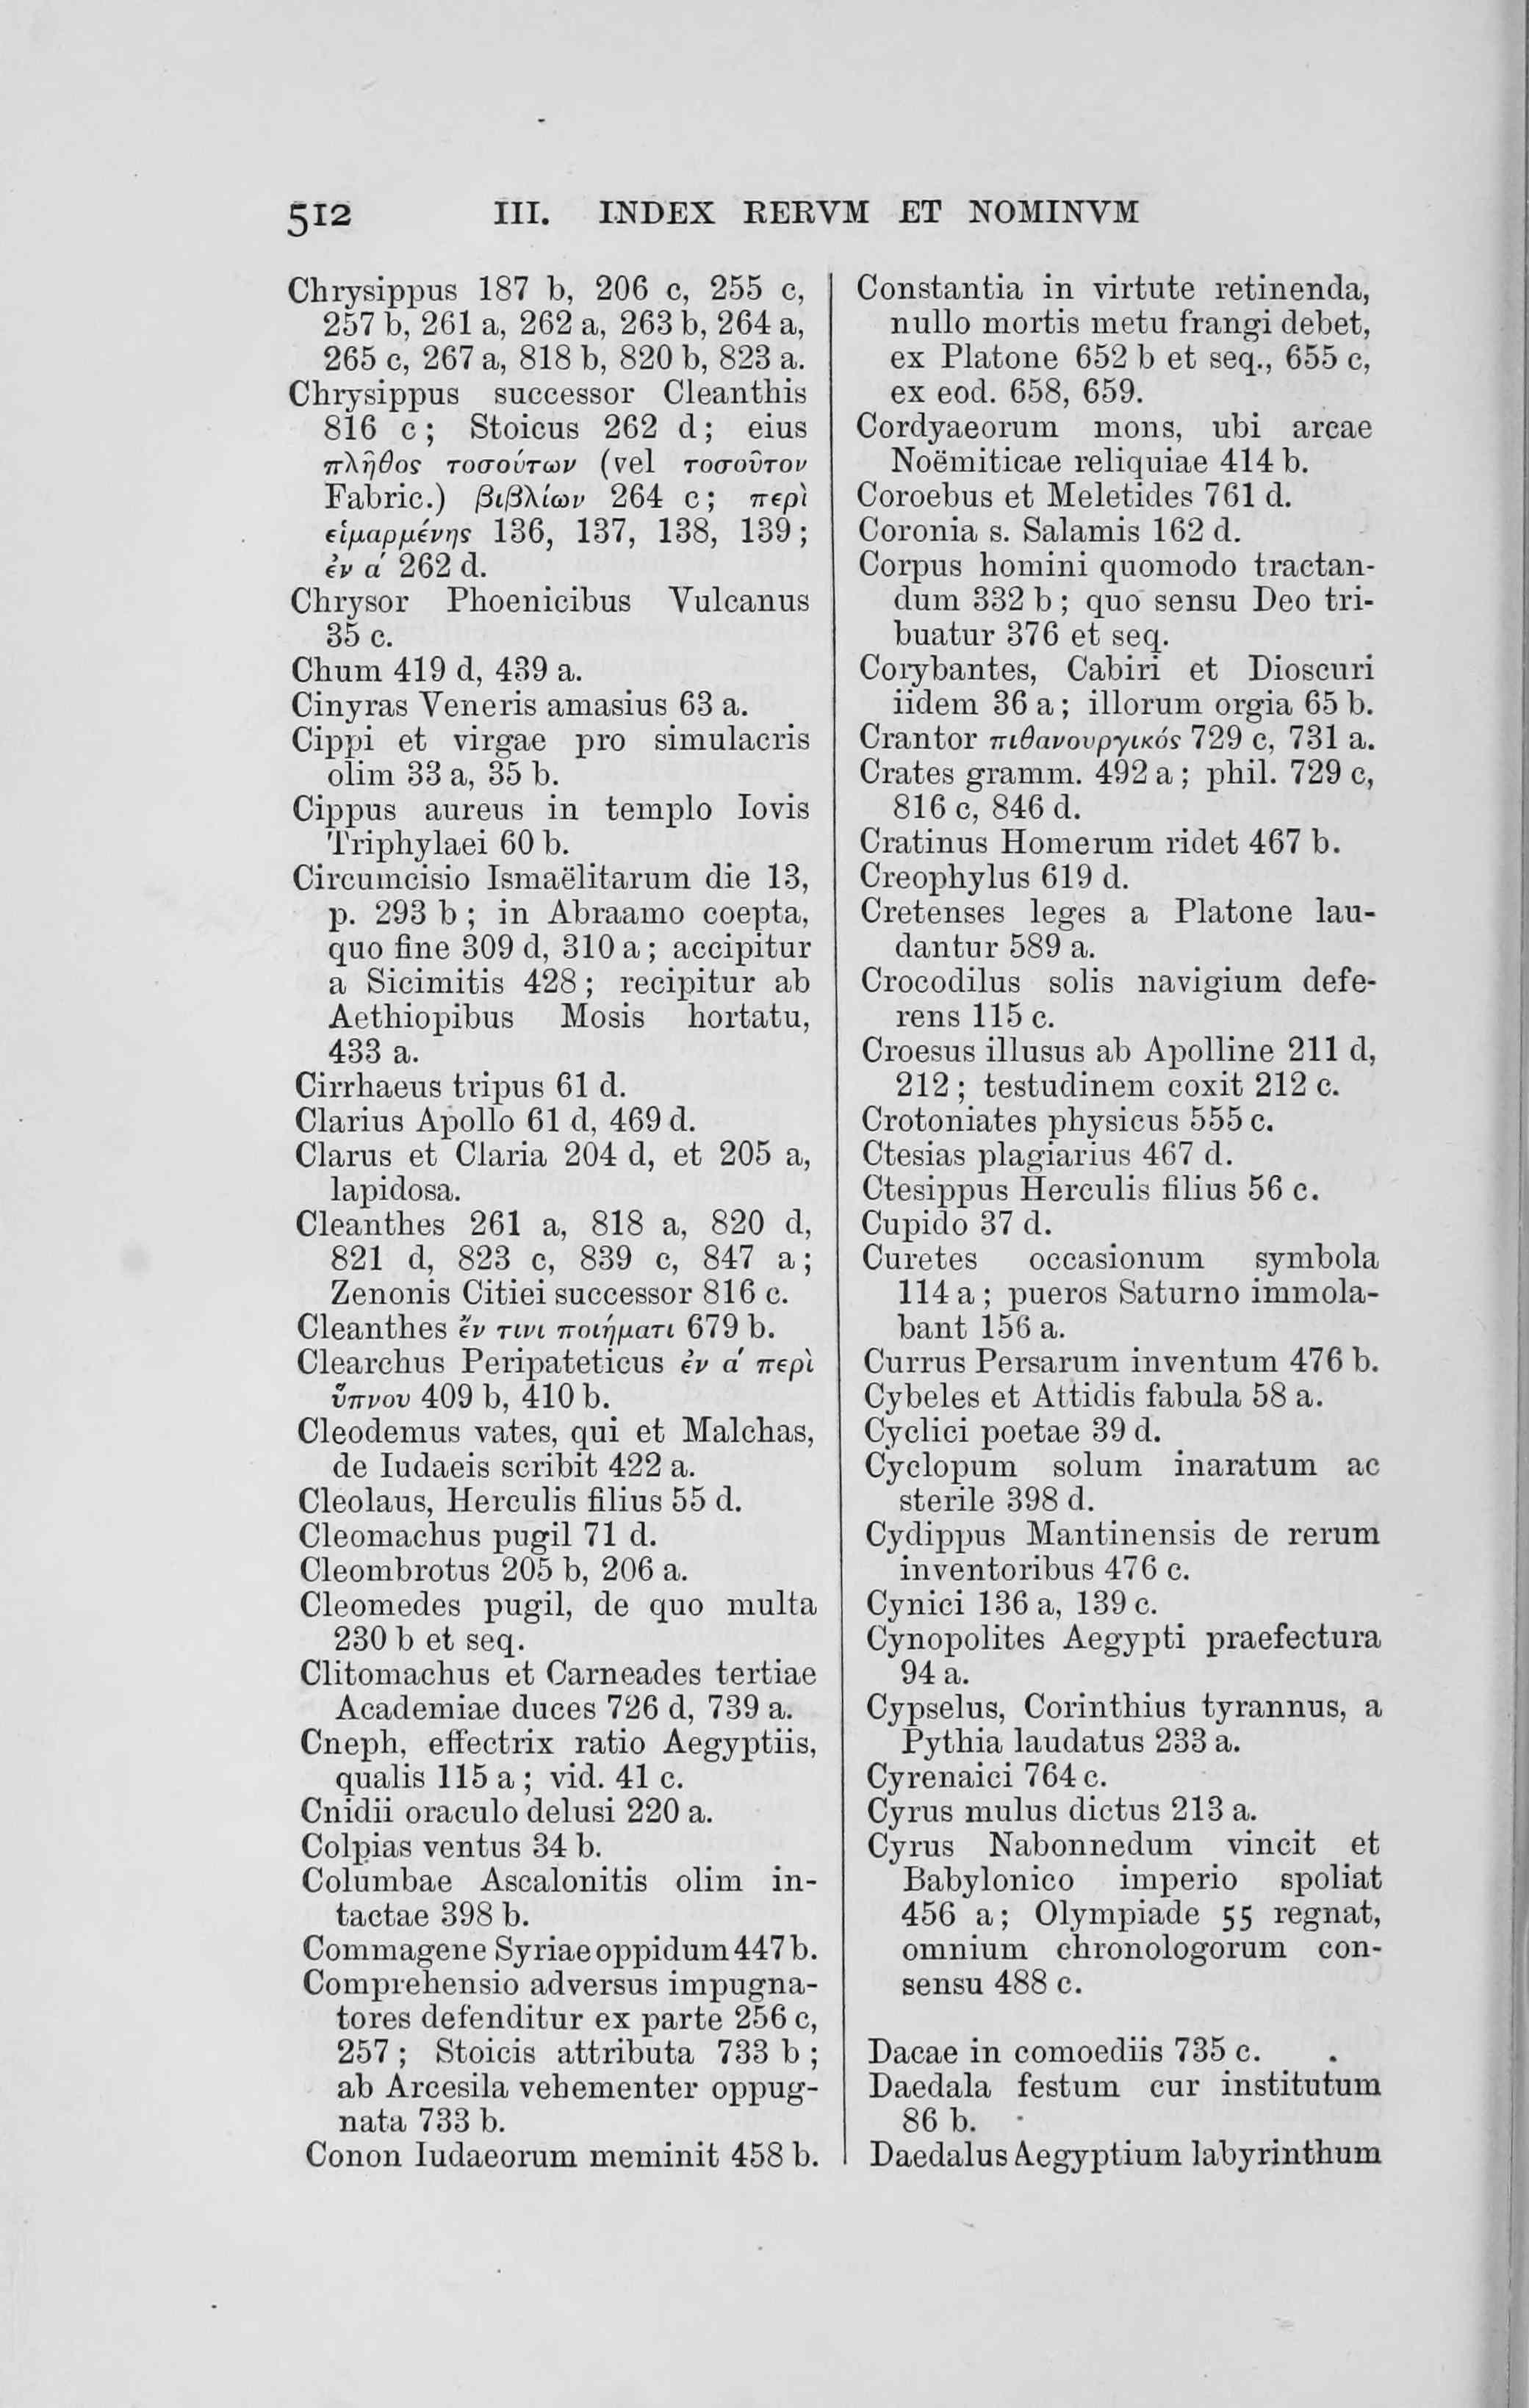 512 III. INDEX RERVM ET NOMINVM
Chrysippus 187 b, 206 c, 255 c,
257 b, 261 a, 262 a, 263 b, 264 a,
265 c, 267 a, 818 b, 820 b, 823 a.
Chrysippus successor Cleanthis
816 c; Stoicus 262 d; eius
πλῆθος τοσούτων (vel τοσοῦτον
Fabric.) βιβλίων 264 c; περὶ
εἱμαρμένης 136, 137, 138, 139;
ἐν α´ 262 d.
Chrysor Phoenicibus Vulcanus
35 c.
Chum 419 d, 439 a.
Cinyras Veneris amasius 63 a.
Cippi et virgae pro simulacris
olim 33 a, 35 b.
Cippus aureus in templo Iovis
Triphylaei 60 b.
Circumcisio Ismaëlitarum die 13,
p. 293 b; in Abraamo coepta,
quo fine 309 d, 310 a; accipitur
a Sicimitis 428; recipitur ab
Aethiopibus Mosis hortatu,
433 a.
Cirrhaeus tripus 61 d.
Clarius Apollo 61 d, 469 d.
Clarus et Claria 204 d, et 205 a,
lapidosa.
Cleanthes 261 a, 818 a, 820 d,
821 d, 823 c, 839 c, 847 a;
Zenonis Citiei successor 816 c.
Cleanthes ἔν τινι ποιήματι 679 b.
Clearchus Peripateticus ἐν α´ περὶ
ὕπνου 409 b, 410 b.
Cleodemus vates, qui et Malchas,
de Iudaeis scribit 422 a.
Cleolaus, Herculis filius 55 d.
Cleomachus pugil 71 d.
Cleombrotus 205 b, 206 a.
Cleomedes pugil, de quo multa
230 b et seq.
Clitomachus et Carneades tertiae
Academiae duces 726 d, 739 a.
Cneph, effectrix ratio Aegyptiis,
qualis 115 a; vid. 41 c.
Cnidii oraculo delusi 220 a.
Colpias ventus 34 b.
Columbae Ascalonitis olim in-
tactae 398 b.
Commagene Syriae oppidum 447 b.
Comprehensio adversus impugna-
tores defenditur ex parte 256 c,
257; Stoicis attributa 733 b;
ab Arcesila vehementer oppug-
nata 733 b.
Conon Iudaeorum meminit 458 b.
Constantia in virtute retinenda,
nullo mortis metu frangi debet,
ex Platone 652 b et seq., 655 c,
ex eod. 658, 659.
Cordyaeorum mons, ubi arcae
Noëmiticae reliquiae 414 b.
Coroebus et Meletides 761 d.
Coronia s. Salamis 162 d.
Corpus homini quomodo tractan-
dum 332 b; quo sensu Deo tri-
buatur 376 et seq.
Corybantes, Cabiri et Dioscuri
iidem 36 a; illorum orgia 65 b.
Crantor πιθανουργικός 729 c, 731 a.
Crates gramm. 492 a; phil. 729 c,
816 c, 846 d.
Cratinus Homerum ridet 467 b.
Creophylus 619 d.
Cretenses leges a Platone lau-
dantur 589 a.
Crocodilus solis navigium defe-
rens 115 c.
Croesus illusus ab Apolline 211 d,
212; testudinem coxit 212 c.
Crotoniates physicus 555 c.
Ctesias plagiarius 467 d.
Ctesippus Herculis filius 56 c.
Cupido 37 d.
Curetes occasionum symbola
114 a; pueros Saturno immola-
bant 156 a.
Currus Persarum inventum 476 b.
Cybeles et Attidis fabula 58 a.
Cyclici poetae 39 d.
Cyclopum solum inaratum ac
sterile 398 d.
Cydippus Mantinensis de rerum
inventoribus 476 c.
Cynici 136 a, 139 c.
Cynopolites Aegypti praefectura
94 a.
Cypselus, Corinthius tyrannus, a
Pythia laudatus 233 a.
Cyrenaici 764 c.
Cyrus mulus dictus 213 a.
Cyrus Nabonnedum vincit et
Babylonico imperio spoliat
456 a; Olympiade 55 regnat,
omnium chronologorum con-
sensu 488 c.
Dacae in comoediis 735 c.
Daedala festum cur institutum
86 b.
Daedalus Aegyptium labyrinthum